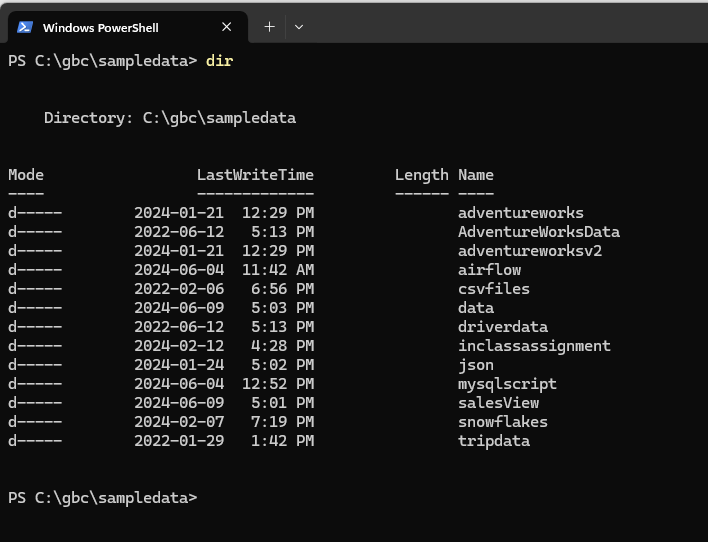 Windows PowerShell
PS C:\gbc\sampledata> dir
Directory: C:\gbc\sampledata
Mode LastWriteTime Length Name
---- ------------- ------ ----
d----- 2024-01-21 12:29 PM adventureworks
d----- 2022-06-12 5:13 PM AdventureWorksData
d----- 2024-01-21 12:29 PM adventureworksv2
d----- 2024-06-04 11:42 AM airflow
d----- 2022-02-06 6:56 PM csvfiles
d----- 2024-06-09 5:03 PM data
d----- 2022-06-12 5:13 PM driverdata
d----- 2024-02-12 4:28 PM inclassassignment
d----- 2024-01-24 5:02 PM json
d----- 2024-06-04 12:52 PM mysqlscript
d----- 2024-06-09 5:01 PM salesView
d----- 2024-02-07 7:19 PM snowflakes
d----- 2022-01-29 1:42 PM tripdata
PS C:\gbc\sampledata>